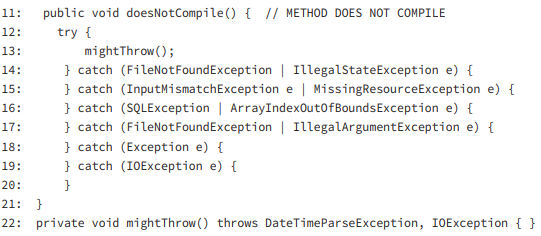 11: public void doesNotCompile() { // METHOD DOES NOT COMPILE
12: try {
13: mightThrow();
14: } catch (FileNotFoundException | IllegalStateException e) {
15: } catch (InputMismatchException e | MissingResourceException e) {
16: } catch (SQLException | ArrayIndexOutOfBoundsException e) {
17: } catch (FileNotFoundException | IllegalArgumentException e) {
18: } catch (Exception e) {
19: } catch (IOException e) {
20: }
21: }
22: private void mightThrow() throws DateTimeParseException, IOException { }